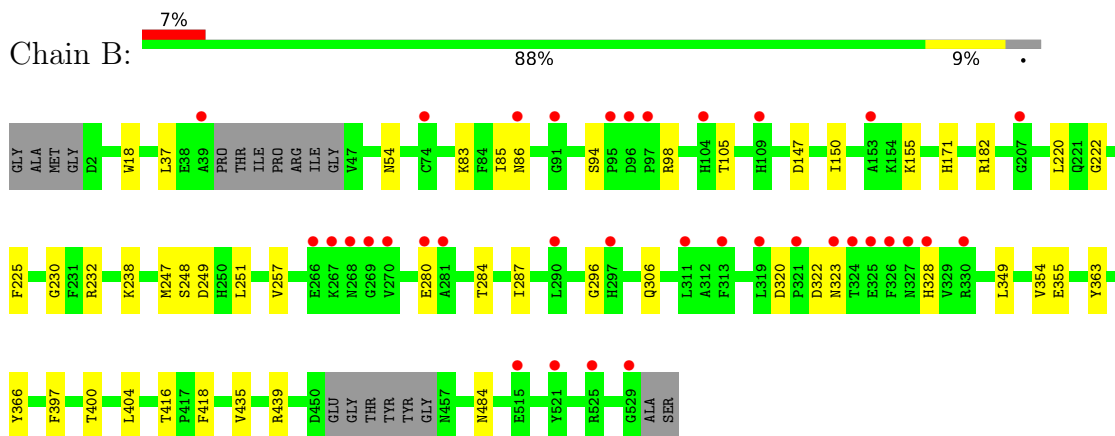 7%
Chain B:
88% 9% •
GLY ALA MET GLY D2 W18 L37 E38 A39 PRO THR ILE PRO ARG ILE GLY V47 N54 C74 K83 F84 I85 N86 G91 S94 P95 D96 P97 R98 H104 T105 H109 D147 I150 A153 K154 K155 H171 R182 G207 L220 Q221 G222
F225 G230 F231 R232 K238 M247 S248 D249 H250 L251 V257 E266 K267 N268 G269 V270 E280 A281 T284 I287 L290 G296 H297 Q306 L311 A312 F313 L319 D320 P321 D322 N323 T324 E325 F326 N327 H328 V329 R330 L349 V354 E355 Y363
Y366 F397 T400 L404 T416 P417 F418 V435 R439 D450 GLU GLY THR TYR TYR GLY N457 N484 E515 Y521 R525 G529 ALA SER